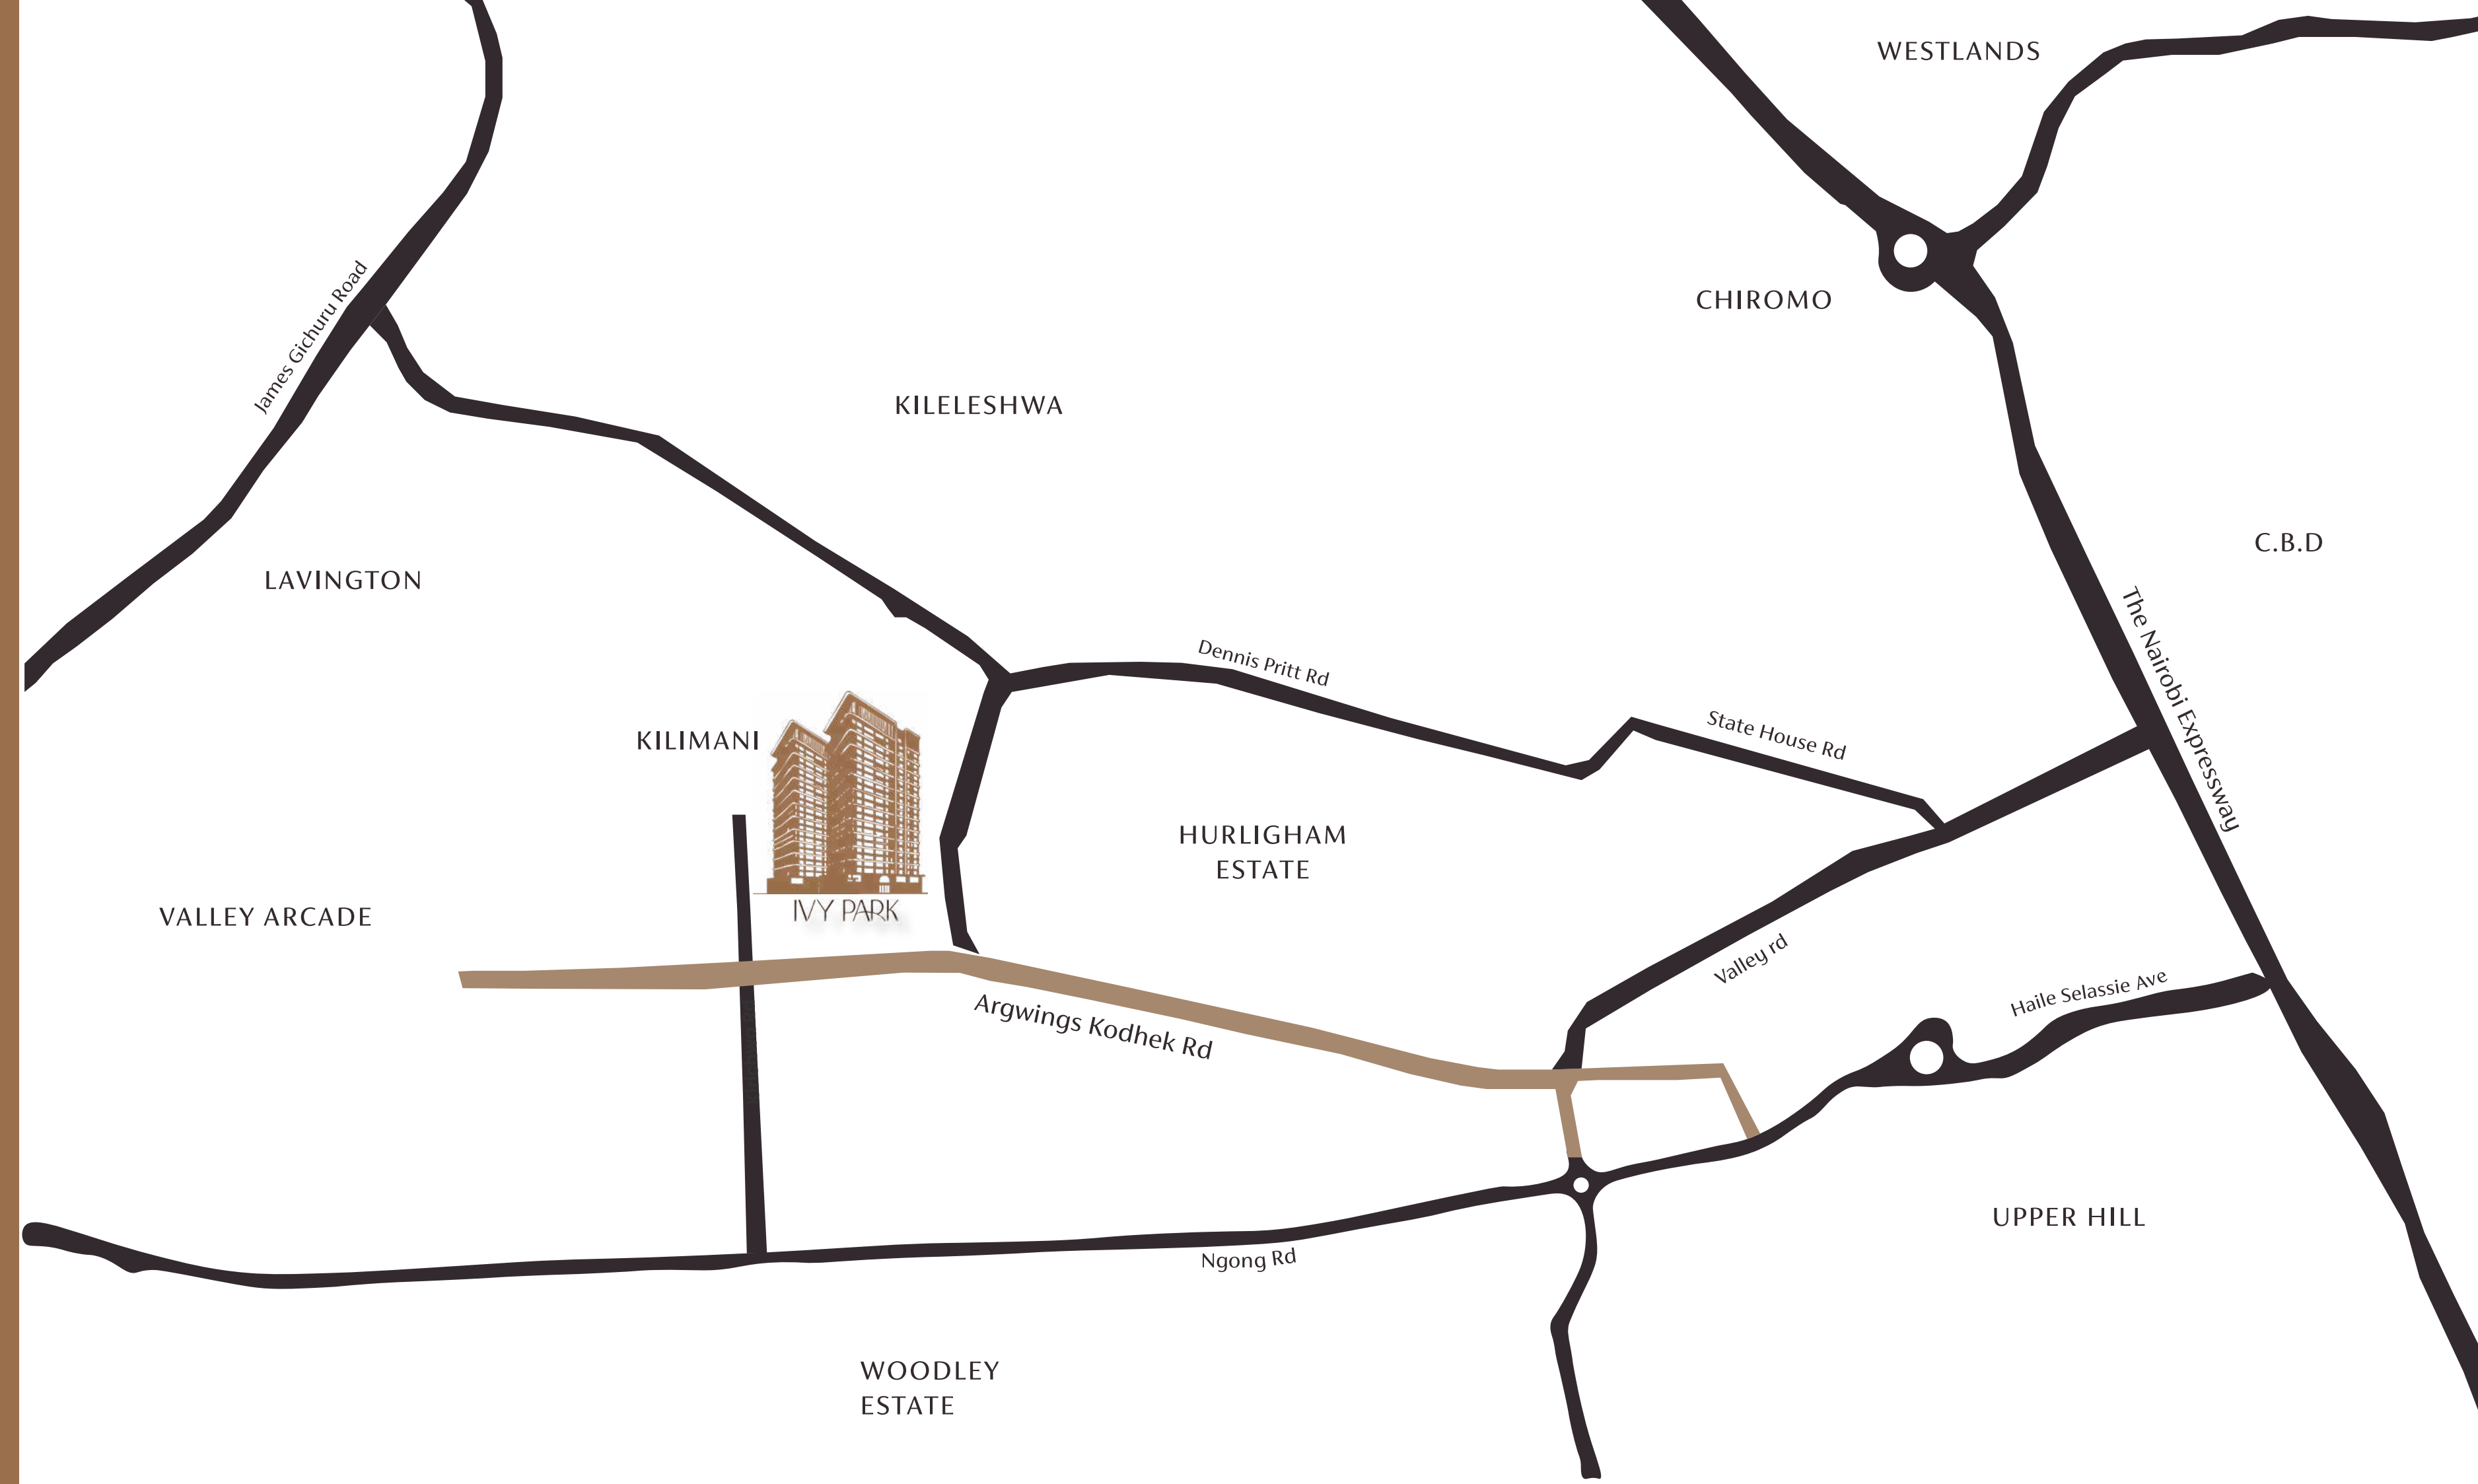 WESTLANDS
James Gichuru Road
CHIROMO
KILELESHWA
C.B.D
LAVINGTON
The Nairobi Expressway
Dennis Pritt Rd
State House Rd
KILIMANI
HURLIGHAM
ESTATE
IVY PARK
VALLEY ARCADE
Valley rd
Haile Selassie Ave
Argwings Kodhek Rd
UPPER HILL
Ngong Rd
WOODLEY
ESTATE